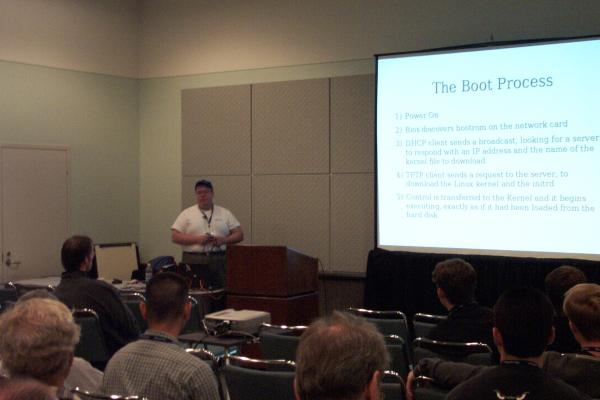 The Boot Process
1) Power On
2) Bios discovers bootrom on the network card
3) DHCP client sends a broadcast, looking for a server
to respond with an IP address and the name of the
kernel file to download
4) TFTP client sends a request to the server, to
download the Linux kernel and the initrd
5) Control is transferred to the Kernel and it begins
executing, exactly as if it had been loaded from the
hard disk